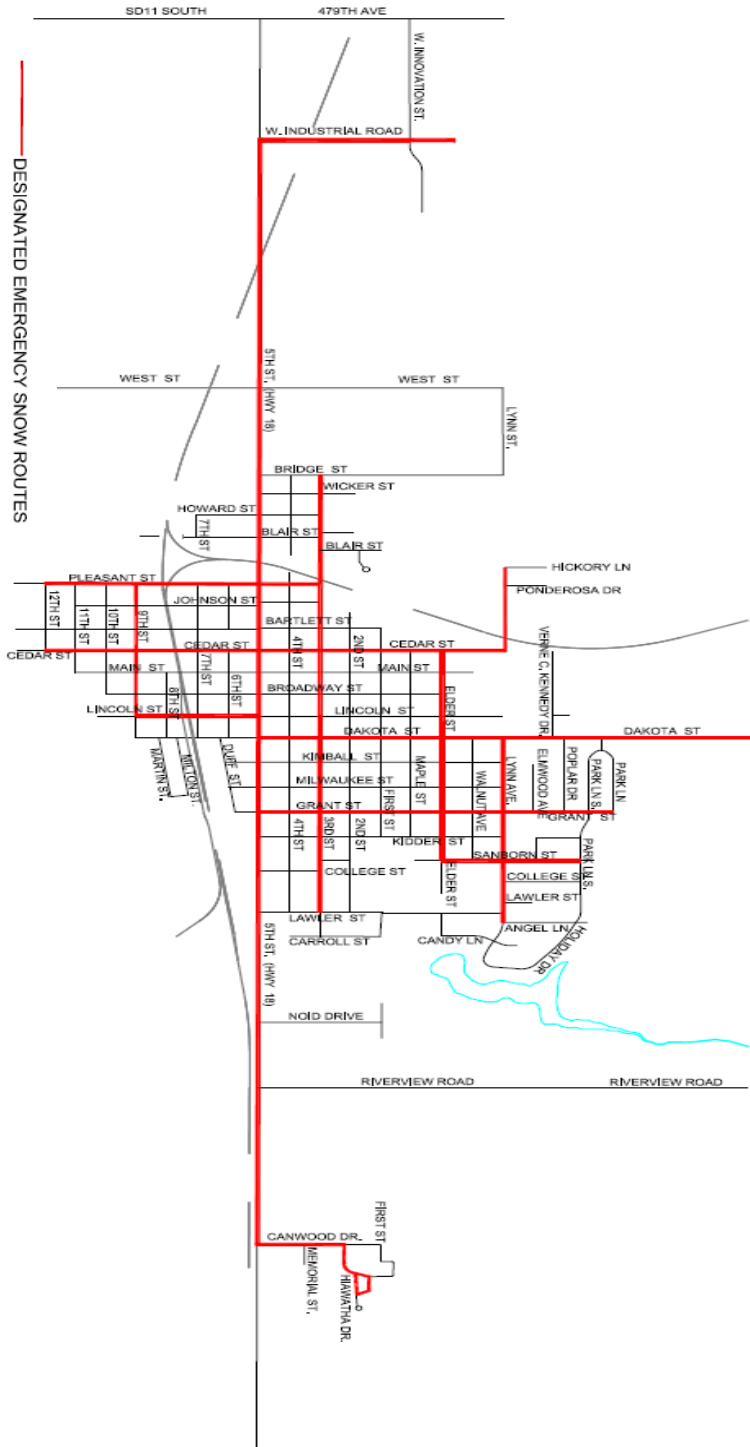 SD11 SOUTH
479TH AVE
W. INNOVATION ST.
W. INDUSTRIAL ROAD
DESIGNATED EMERGENCY SNOW ROUTES
5TH ST. (HWY 18)
WEST ST
WEST ST
LYNN ST.
BRIDGE ST
WICKER ST
HOWARD ST
7TH ST
BLAIR ST
BLAIR ST
HICKORY LN
PLEASANT ST
PONDEROSA DR
12TH ST
11TH ST
10TH ST
9TH ST
JOHNSON ST
BARTLETT ST
4TH ST
2ND ST
CEDAR ST
CEDAR ST
CEDAR ST
VERNE C. KENNEDY DR.
MAIN ST
7TH ST
6TH ST
MAIN ST
8TH ST
BROADWAY ST
ELDER ST
LINCOLN ST
LINCOLN ST
DAKOTA ST
DAKOTA ST
MARTIN ST.
MILTON ST.
DUFF ST
KIMBALL ST
MAPLE ST
WALNUT AVE
LYNN AVE.
ELMWOOD AVE
POPLAR DR
PARK LN S.
PARK LN
MILWAUKEE ST
FIRST ST
GRANT ST
GRANT ST
4TH ST
3RD ST
2ND ST
KIDDER ST
SANBORN ST
PARK LN S.
COLLEGE ST
ELDER ST
COLLEGE ST
LAWLER ST
LAWLER ST
ANGEL LN
HOLIDAY DR
CARROLL ST
CANDY LN
5TH ST. (HWY 18)
NOID DRIVE
RIVERVIEW ROAD
RIVERVIEW ROAD
FIRST ST
CANWOOD DR.
MEMORIAL ST.
HIAWATHA DR.